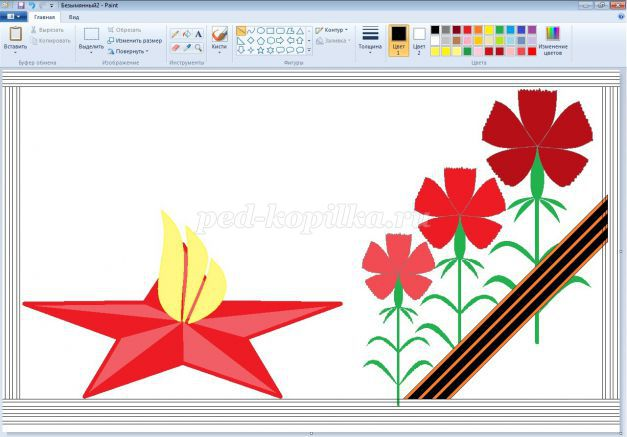 Безымянный2 - Paint
Главная Вид
Вставить
Вырезать
Копировать
Буфер обмена
Выделить
Обрезать
Изменить размер
Повернуть
Изображение
Инструменты
Кисти
Фигуры
Контур
Заливка
Толщина
Цвет 1
Цвет 2
Цвета
Изменение цветов
ped-kopilka.ru